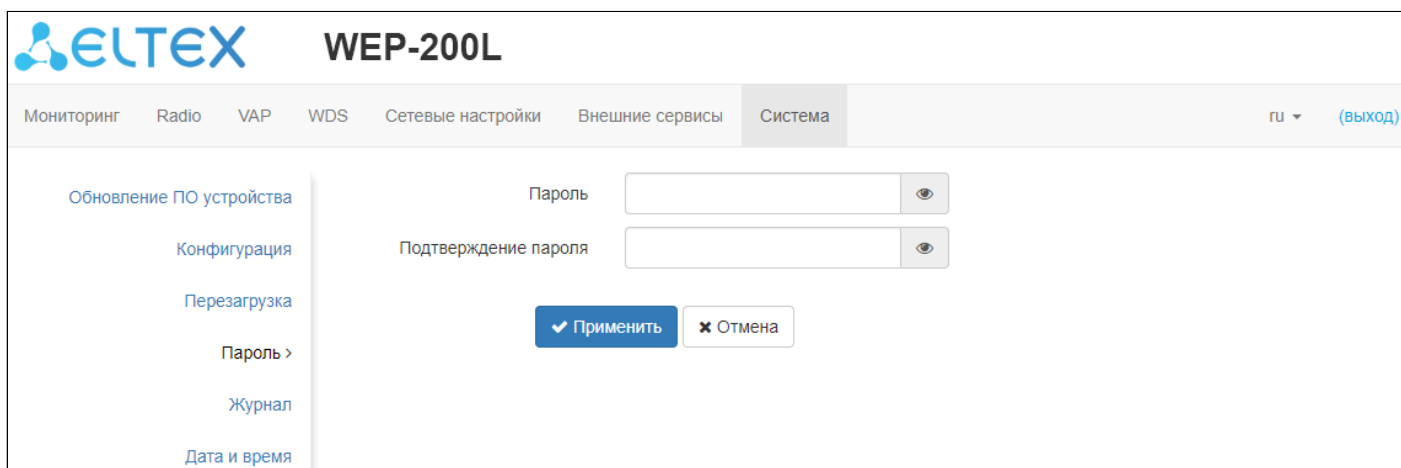 ELTEX WEP-200L
Мониторинг Radio VAP WDS Сетевые настройки Внешние сервисы Система ru (выход)
Обновление ПО устройства
Конфигурация
Перезагрузка
Пароль >
Журнал
Дата и время
Пароль
Подтверждение пароля
Применить Отмена